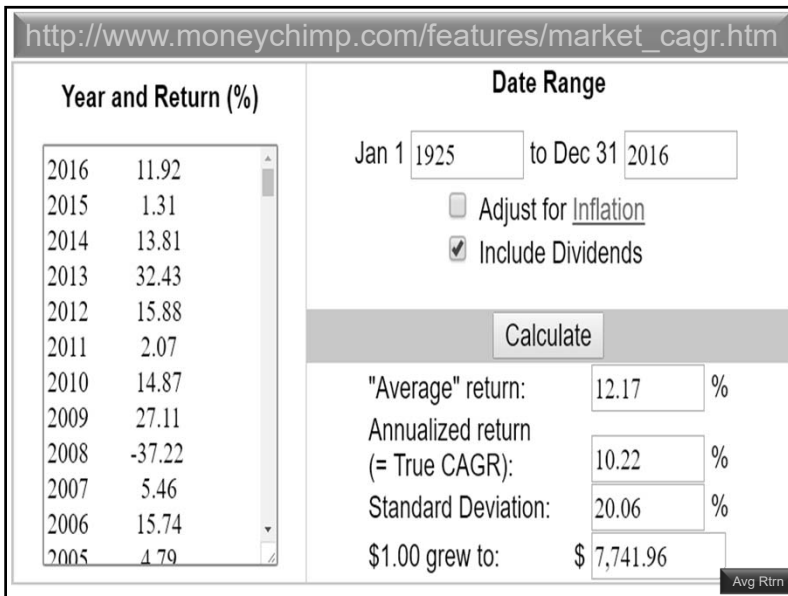 http://www.moneychimp.com/features/market_cagr.htm
Year and Return (%)
2016 11.92
2015 1.31
2014 13.81
2013 32.43
2012 15.88
2011 2.07
2010 14.87
2009 27.11
2008 -37.22
2007 5.46
2006 15.74
2005 4.79
Date Range
Jan 1 1925 to Dec 31 2016
Adjust for Inflation
Include Dividends
Calculate
"Average" return: 12.17 %
Annualized return
(= True CAGR): 10.22 %
Standard Deviation: 20.06 %
$1.00 grew to: $ 7,741.96
Avg Rtrn